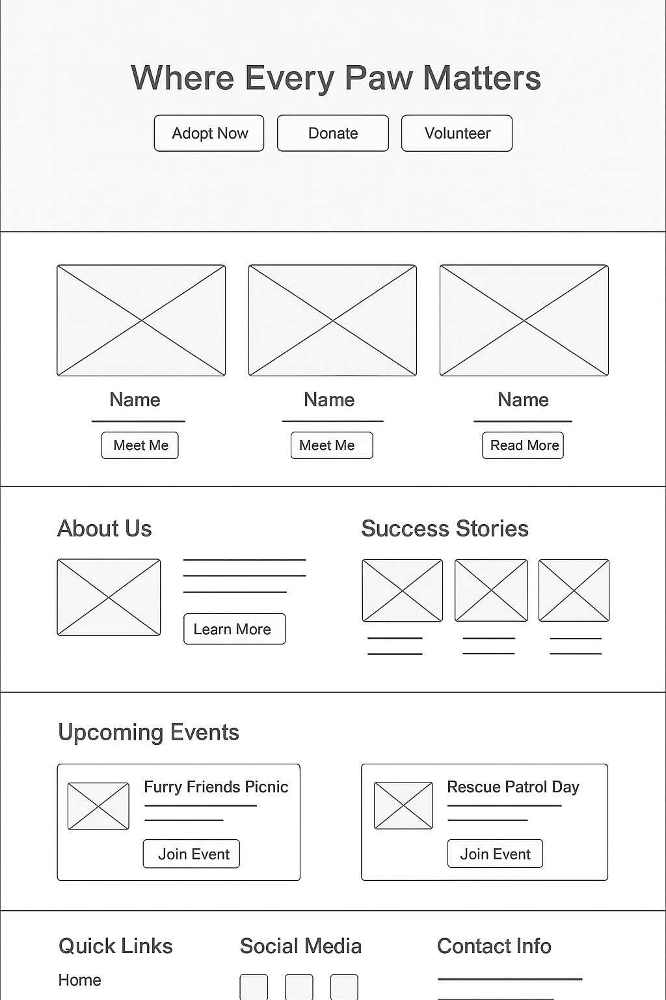 Where Every Paw Matters
Adopt Now
Donate
Volunteer
Name
Meet Me
Name
Meet Me
Name
Read More
About Us
Learn More
Success Stories
Upcoming Events
Furry Friends Picnic
Join Event
Rescue Patrol Day
Join Event
Quick Links
Home
Social Media
Contact Info